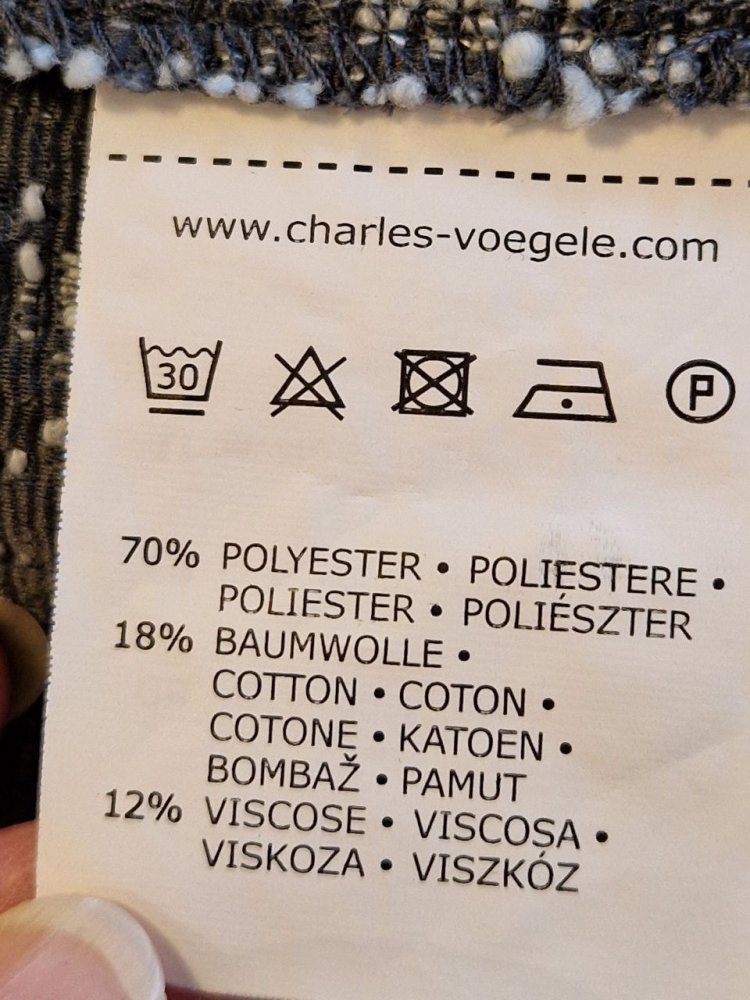 www.charles-voegele.com
30 P
70% POLYESTER • POLIESTERE •
POLIESTER • POLIÉSZTER
18% BAUMWOLLE •
COTTON • COTON •
COTONE • KATOEN •
BOMBAŽ • PAMUT
12% VISCOSE • VISCOSA •
VISKOZA • VISZKÓZ